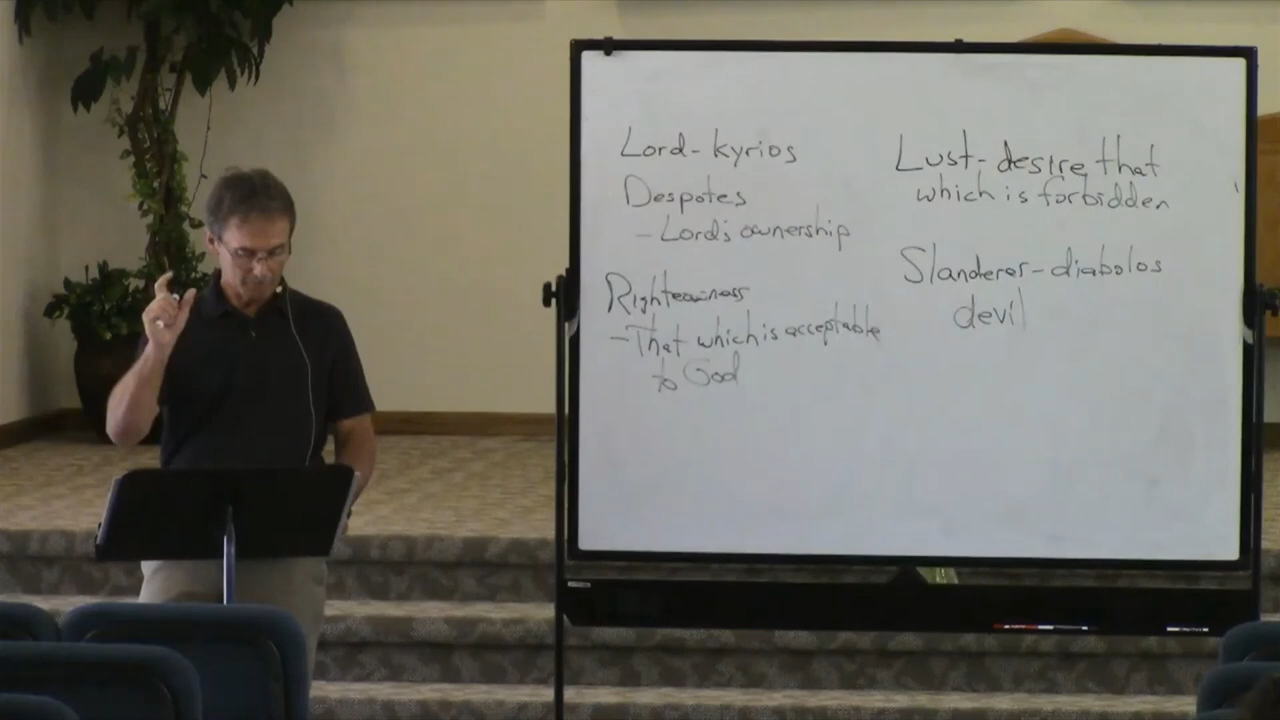 Lord - kyrios
Despotes
- Lord's ownership
Righteousness
- That which is acceptable
to God
Lust - desire that
which is forbidden
Slanderer - diabolos
devil